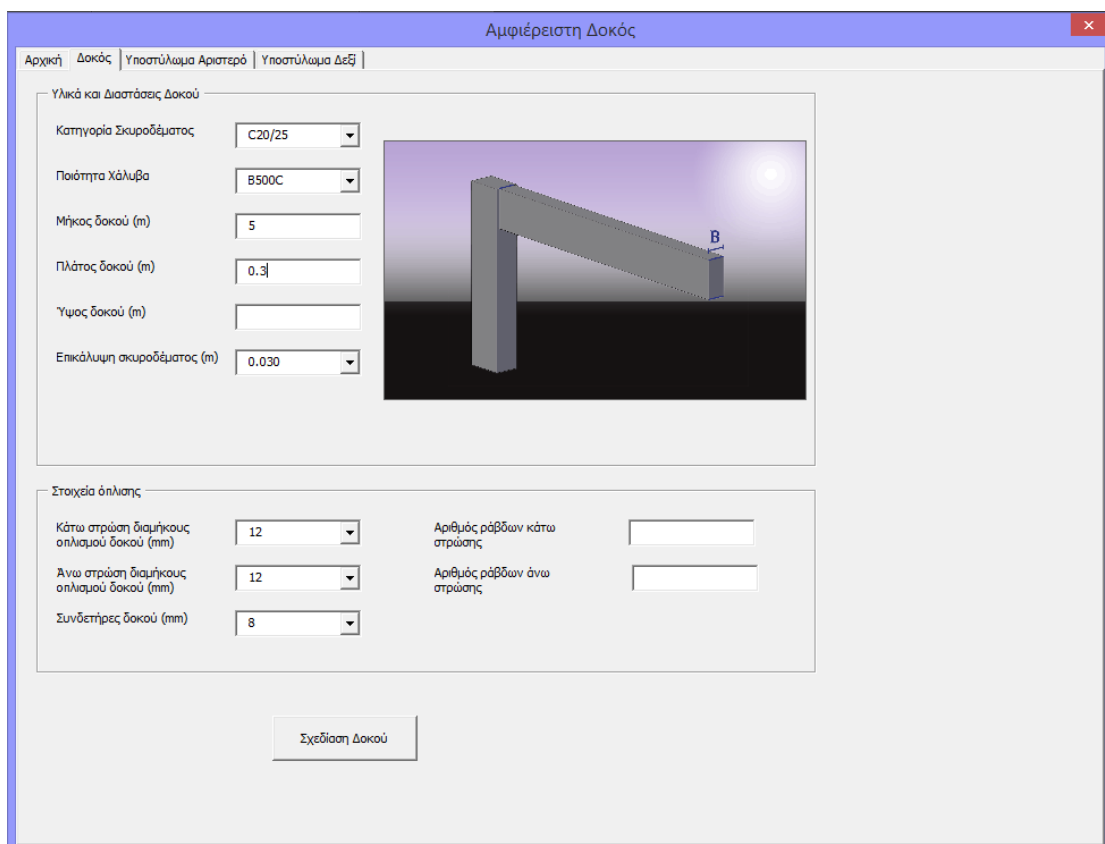 Αμφιέρειστη Δοκός
Αρχική Δοκός Υποστύλωμα Αριστερό Υποστύλωμα Δεξί
Υλικά και Διαστάσεις Δοκού
Κατηγορία Σκυροδέματος C20/25
Ποιότητα Χάλυβα B500C
Μήκος δοκού (m) 5
Πλάτος δοκού (m) 0.3
Ύψος δοκού (m)
Επικάλυψη σκυροδέματος (m) 0.030
B
Στοιχεία όπλισης
Κάτω στρώση διαμήκους
οπλισμού δοκού (mm) 12
Αριθμός ράβδων κάτω
στρώσης
Άνω στρώση διαμήκους
οπλισμού δοκού (mm) 12
Αριθμός ράβδων άνω
στρώσης
Συνδετήρες δοκού (mm) 8
Σχεδίαση Δοκού